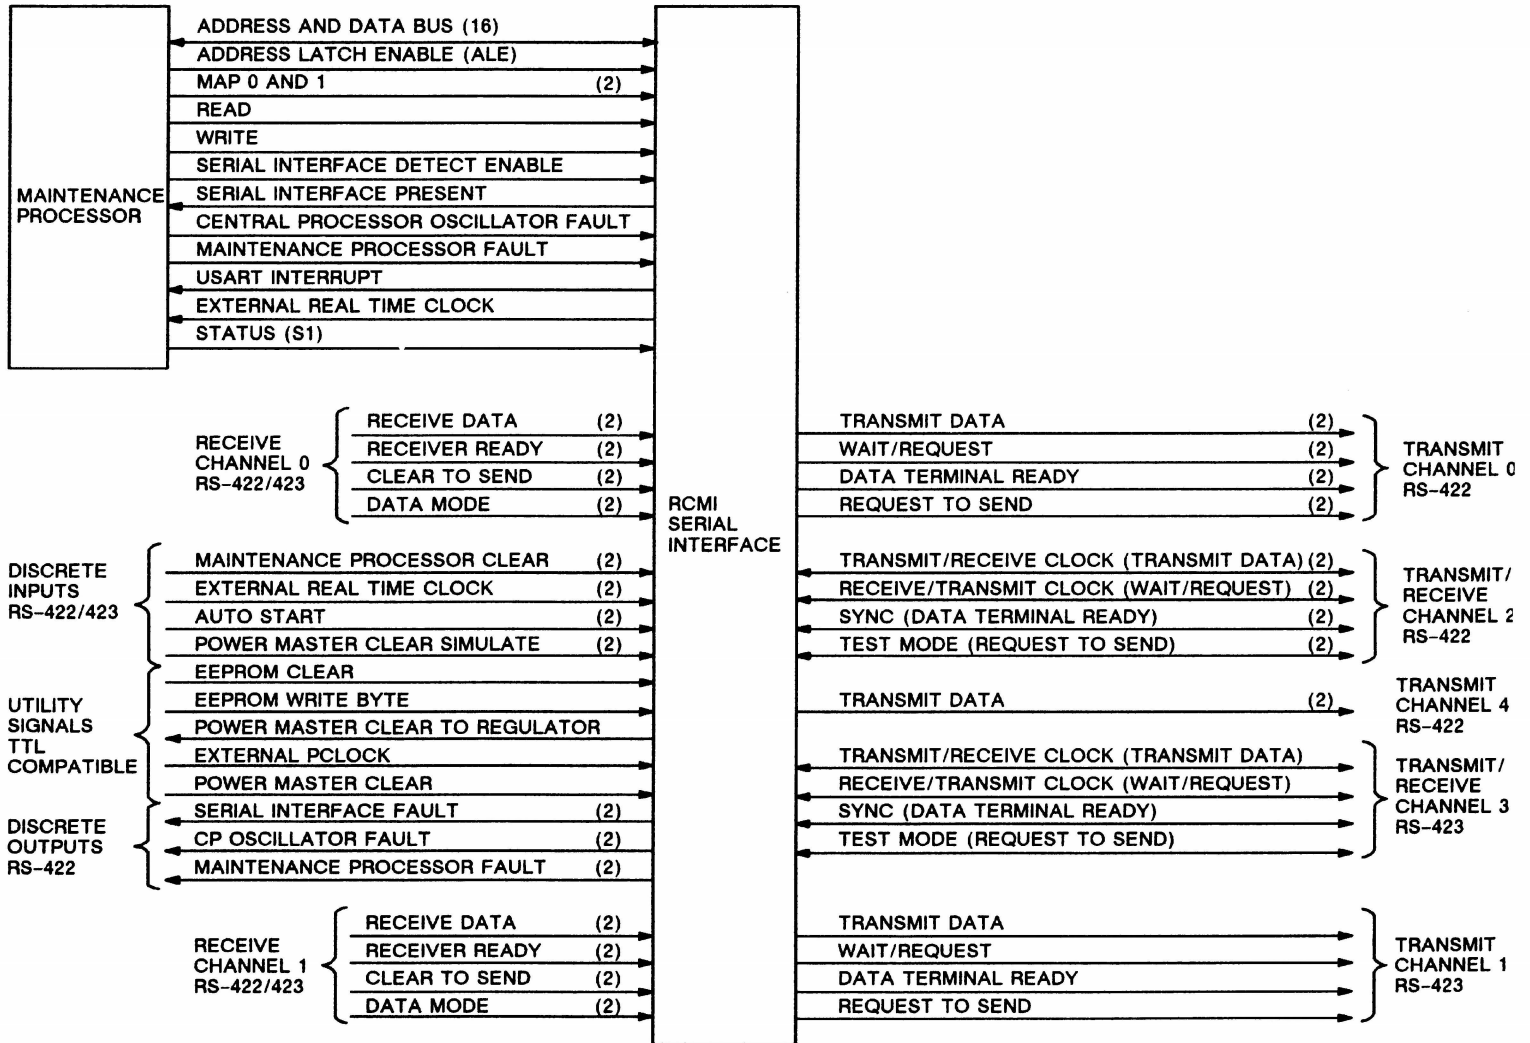 ADDRESS AND DATA BUS (16)
ADDRESS LATCH ENABLE (ALE)
MAP 0 AND 1 (2)
READ
WRITE
SERIAL INTERFACE DETECT ENABLE
MAINTENANCE
PROCESSOR
SERIAL INTERFACE PRESENT
CENTRAL PROCESSOR OSCILLATOR FAULT
MAINTENANCE PROCESSOR FAULT
USART INTERRUPT
EXTERNAL REAL TIME CLOCK
STATUS (S1)
RECEIVE
CHANNEL 0
RS-422/423
RECEIVE DATA (2)
RECEIVER READY (2)
CLEAR TO SEND (2)
DATA MODE (2)
DISCRETE
INPUTS
RS-422/423
MAINTENANCE PROCESSOR CLEAR (2)
EXTERNAL REAL TIME CLOCK (2)
AUTO START (2)
POWER MASTER CLEAR SIMULATE (2)
UTILITY
SIGNALS
TTL
COMPATIBLE
EEPROM CLEAR
EEPROM WRITE BYTE
POWER MASTER CLEAR TO REGULATOR
EXTERNAL PCLOCK
POWER MASTER CLEAR
DISCRETE
OUTPUTS
RS-422
SERIAL INTERFACE FAULT (2)
CP OSCILLATOR FAULT (2)
MAINTENANCE PROCESSOR FAULT (2)
RECEIVE
CHANNEL 1
RS-422/423
RECEIVE DATA (2)
RECEIVER READY (2)
CLEAR TO SEND (2)
DATA MODE (2)
RCMI
SERIAL
INTERFACE
TRANSMIT DATA (2)
WAIT/REQUEST (2)
DATA TERMINAL READY (2)
REQUEST TO SEND (2)
TRANSMIT
CHANNEL 0
RS-422
TRANSMIT/RECEIVE CLOCK (TRANSMIT DATA) (2)
RECEIVE/TRANSMIT CLOCK (WAIT/REQUEST) (2)
SYNC (DATA TERMINAL READY) (2)
TEST MODE (REQUEST TO SEND) (2)
TRANSMIT/
RECEIVE
CHANNEL 2
RS-422
TRANSMIT DATA (2)
TRANSMIT
CHANNEL 4
RS-422
TRANSMIT/RECEIVE CLOCK (TRANSMIT DATA)
RECEIVE/TRANSMIT CLOCK (WAIT/REQUEST)
SYNC (DATA TERMINAL READY)
TEST MODE (REQUEST TO SEND)
TRANSMIT/
RECEIVE
CHANNEL 3
RS-423
TRANSMIT DATA
WAIT/REQUEST
DATA TERMINAL READY
REQUEST TO SEND
TRANSMIT
CHANNEL 1
RS-423